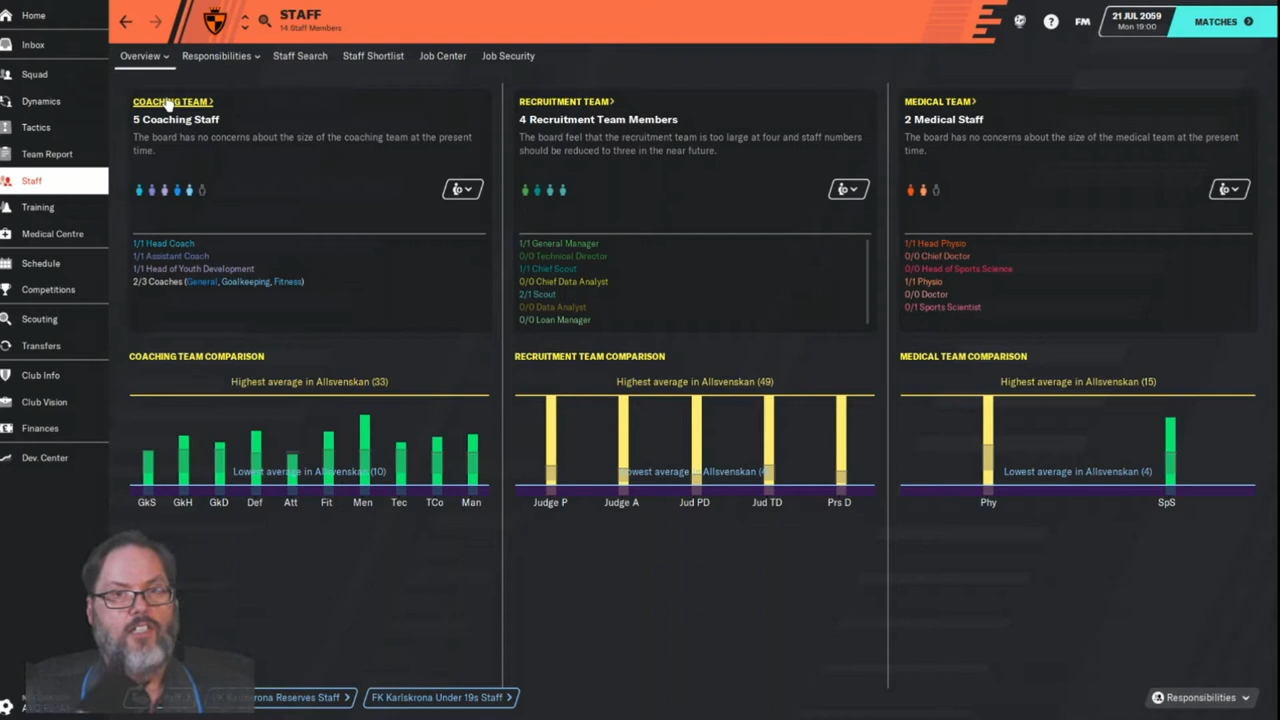 Home
Inbox
Squad
Dynamics
Tactics
Team Report
Staff
Training
Medical Centre
Schedule
Competitions
Scouting
Transfers
Club Info
Club Vision
Finances
Dev. Center
STAFF
14 Staff Members
FM
21 JUL 2059
Mon 19:00
MATCHES
Overview
Responsibilities
Staff Search
Staff Shortlist
Job Center
Job Security
COACHING TEAM
5 Coaching Staff
The board has no concerns about the size of the coaching team at the present
time.
1/1 Head Coach
1/1 Assistant Coach
1/1 Head of Youth Development
2/3 Coaches (General, Goalkeeping, Fitness)
RECRUITMENT TEAM
4 Recruitment Team Members
The board feel that the recruitment team is too large at four and staff numbers
should be reduced to three in the near future.
1/1 General Manager
0/0 Technical Director
1/1 Chief Scout
0/0 Chief Data Analyst
2/1 Scout
0/0 Data Analyst
0/0 Loan Manager
MEDICAL TEAM
2 Medical Staff
The board has no concerns about the size of the medical team at the present
time.
1/1 Head Physio
0/0 Chief Doctor
0/0 Head of Sports Science
1/1 Physio
0/0 Doctor
0/1 Sports Scientist
COACHING TEAM COMPARISON
Highest average in Allsvenskan (33)
Lowest average in Allsvenskan (10)
GkS GkH GkD Def Att Fit Men Tec TCo Man
RECRUITMENT TEAM COMPARISON
Highest average in Allsvenskan (49)
Lowest average in Allsvenskan
Judge P Judge A Jud PD Jud TD Prs D
MEDICAL TEAM COMPARISON
Highest average in Allsvenskan (15)
Lowest average in Allsvenskan (4)
Phy SpS
Reserves Staff
FK Karlskrona Under 19s Staff
Responsibilities